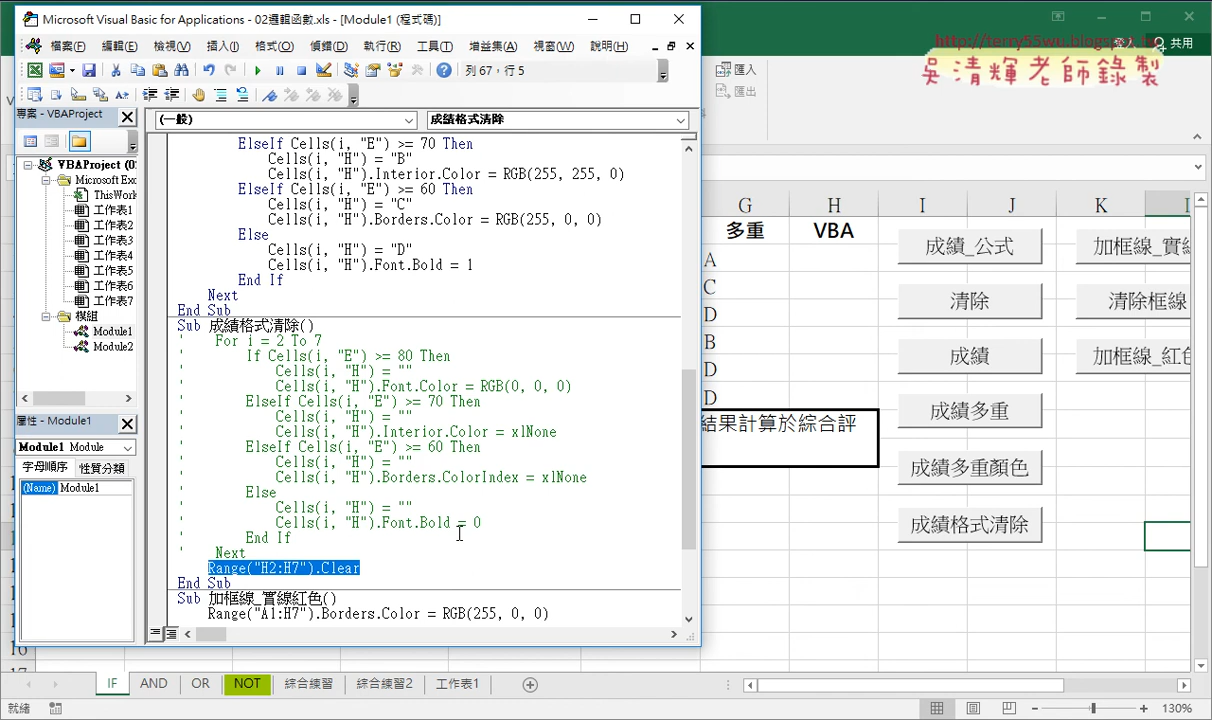 Microsoft Visual Basic for Applications - 02邏輯函數.xls - [Module1 (程式碼)]
檔案(F) 編輯(E) 檢視(V) 插入(I) 格式(O) 偵錯(D) 執行(R) 工具(T) 增益集(A) 視窗(W) 說明(H)
列 67，行 5
專案 - VBAProject
VBAProject (0
Microsoft Exc
ThisWork
工作表1
工作表2
工作表3
工作表4
工作表5
工作表6
工作表7
模組
Module1
Module2
屬性 - Module1
Module1 Module
字母順序 性質分類
(Name) Module1
(一般) 成績格式清除
ElseIf Cells(i, "E") >= 70 Then
Cells(i, "H") = "B"
Cells(i, "H").Interior.Color = RGB(255, 255, 0)
ElseIf Cells(i, "E") >= 60 Then
Cells(i, "H") = "C"
Cells(i, "H").Borders.Color = RGB(255, 0, 0)
Else
Cells(i, "H") = "D"
Cells(i, "H").Font.Bold = 1
End If
Next
End Sub
Sub 成績格式清除()
' For i = 2 To 7
' If Cells(i, "E") >= 80 Then
' Cells(i, "H") = ""
' Cells(i, "H").Font.Color = RGB(0, 0, 0)
' ElseIf Cells(i, "E") >= 70 Then
' Cells(i, "H") = ""
' Cells(i, "H").Interior.Color = xlNone
' ElseIf Cells(i, "E") >= 60 Then
' Cells(i, "H") = ""
' Cells(i, "H").Borders.ColorIndex = xlNone
' Else
' Cells(i, "H") = ""
' Cells(i, "H").Font.Bold = 0
' End If
' Next
Range("H2:H7").Clear
End Sub
Sub 加框線_實線紅色()
Range("A1:H7").Borders.Color = RGB(255, 0, 0)
共用
吳清輝老師錄製
匯入
匯出
G H I J K
多重 VBA
A
C
D
B
D
D
結果計算於綜合評
成績_公式
清除
成績
成績多重
成績多重顏色
成績格式清除
加框線_實
清除框線
加框線_紅
16
IF AND OR NOT 綜合練習 綜合練習2 工作表1
就緒
130%